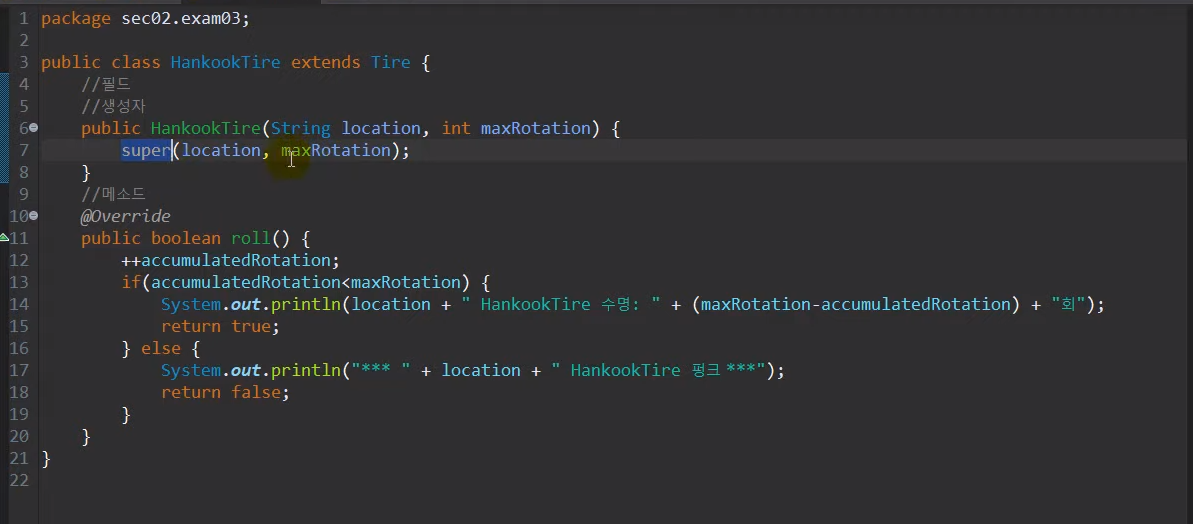 1 package sec02.exam03;
2
3 public class HankookTire extends Tire {
4 //필드
5 //생성자
6 public HankookTire(String location, int maxRotation) {
7 super(location, maxRotation);
8 }
9 //메소드
10 @Override
11 public boolean roll() {
12 ++accumulatedRotation;
13 if(accumulatedRotation<maxRotation) {
14 System.out.println(location + " HankookTire 수명: " + (maxRotation-accumulatedRotation) + "회");
15 return true;
16 } else {
17 System.out.println("*** " + location + " HankookTire 펑크 ***");
18 return false;
19 }
20 }
21 }
22